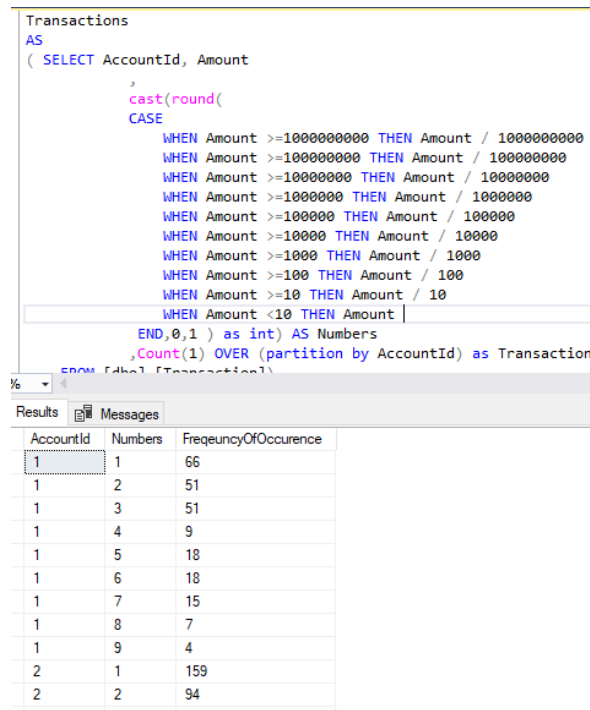 Transactions
AS
( SELECT AccountId, Amount
,
cast(round(
CASE
WHEN Amount >=1000000000 THEN Amount / 1000000000
WHEN Amount >=100000000 THEN Amount / 100000000
WHEN Amount >=10000000 THEN Amount / 10000000
WHEN Amount >=1000000 THEN Amount / 1000000
WHEN Amount >=100000 THEN Amount / 100000
WHEN Amount >=10000 THEN Amount / 10000
WHEN Amount >=1000 THEN Amount / 1000
WHEN Amount >=100 THEN Amount / 100
WHEN Amount >=10 THEN Amount / 10
WHEN Amount <10 THEN Amount
END,0,1 ) as int) AS Numbers
,Count(1) OVER (partition by AccountId) as Transaction
FROM [dbo].[Transaction])
%
Results Messages
AccountId Numbers FreqeuncyOfOccurence
1 1 66
1 2 51
1 3 51
1 4 9
1 5 18
1 6 18
1 7 15
1 8 7
1 9 4
2 1 159
2 2 94